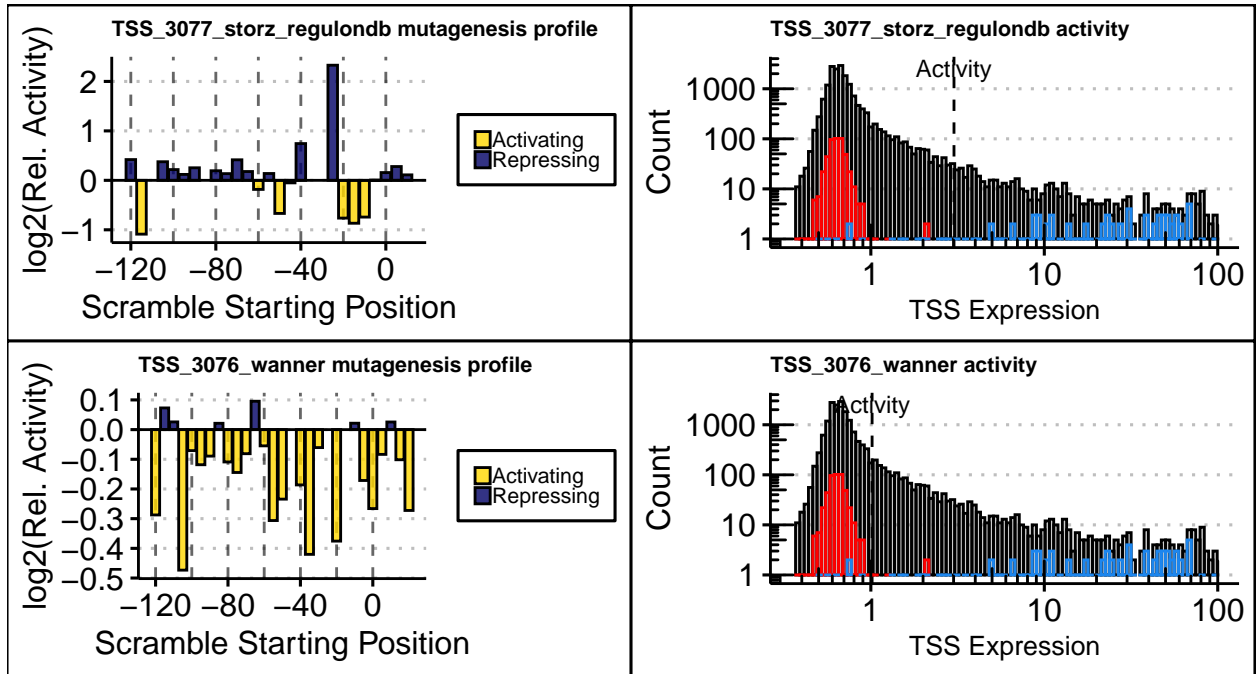 TSS_3077_storz_regulondb mutagenesis profile
log2(Rel. Activity)
2
1
0
−1
−120
−80
−40
0
Scramble Starting Position
Activating
Repressing
TSS_3077_storz_regulondb activity
Activity
Count
1000
100
10
1
1
10
100
TSS Expression
TSS_3076_wanner mutagenesis profile
log2(Rel. Activity)
0.1
0.0
−0.1
−0.2
−0.3
−0.4
−0.5
−120
−80
−40
0
Scramble Starting Position
Activating
Repressing
TSS_3076_wanner activity
Activity
Count
1000
100
10
1
1
10
100
TSS Expression